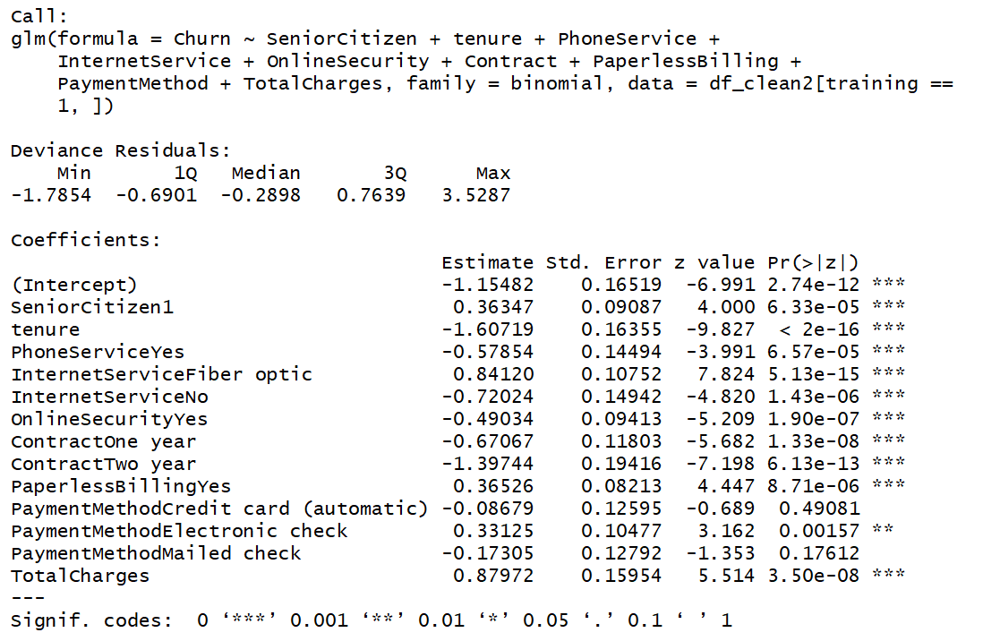 Call:
glm(formula = Churn ~ SeniorCitizen + tenure + PhoneService +
    InternetService + OnlineSecurity + Contract + PaperlessBilling +
    PaymentMethod + TotalCharges, family = binomial, data = df_clean2[training ==
    1, ])

Deviance Residuals:
    Min       1Q   Median       3Q      Max
-1.7854  -0.6901  -0.2898   0.7639   3.5287

Coefficients:
                                     Estimate Std. Error z value Pr(>|z|)
(Intercept)                          -1.15482    0.16519  -6.991 2.74e-12 ***
SeniorCitizen1                        0.36347    0.09087   4.000 6.33e-05 ***
tenure                               -1.60719    0.16355  -9.827  < 2e-16 ***
PhoneServiceYes                      -0.57854    0.14494  -3.991 6.57e-05 ***
InternetServiceFiber optic            0.84120    0.10752   7.824 5.13e-15 ***
InternetServiceNo                    -0.72024    0.14942  -4.820 1.43e-06 ***
OnlineSecurityYes                    -0.49034    0.09413  -5.209 1.90e-07 ***
ContractOne year                     -0.67067    0.11803  -5.682 1.33e-08 ***
ContractTwo year                     -1.39744    0.19416  -7.198 6.13e-13 ***
PaperlessBillingYes                   0.36526    0.08213   4.447 8.71e-06 ***
PaymentMethodCredit card (automatic) -0.08679    0.12595  -0.689  0.49081
PaymentMethodElectronic check         0.33125    0.10477   3.162  0.00157 **
PaymentMethodMailed check            -0.17305    0.12792  -1.353  0.17612
TotalCharges                          0.87972    0.15954   5.514 3.50e-08 ***
---
Signif. codes:  0 ‘***’ 0.001 ‘**’ 0.01 ‘*’ 0.05 ‘.’ 0.1 ‘ ’ 1